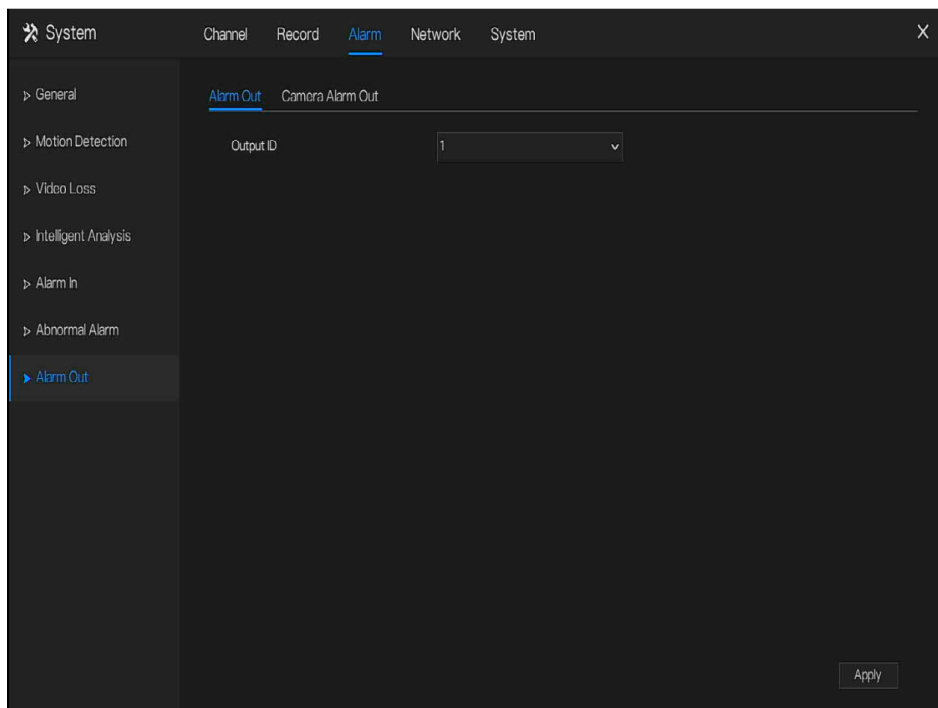 System
Channel Record Alarm Network System X
General
Motion Detection
Video Loss
Intelligent Analysis
Alarm In
Abnormal Alarm
Alarm Out
Alarm Out Camera Alarm Out
Output ID 1
Apply